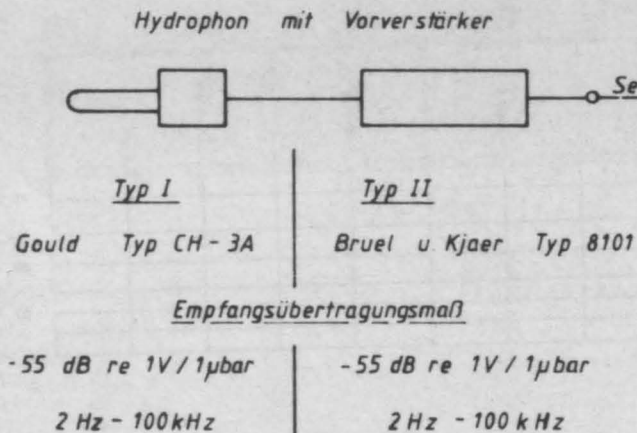 Hydrophon mit Vorverstärker
Se
Typ I Typ II
Gould Typ CH-3A Bruel u. Kjaer Typ 8101
Empfangsübertragungsmaß
-55 dB re 1V / 1µbar -55 dB re 1V / 1µbar
2 Hz - 100 kHz 2 Hz - 100 kHz